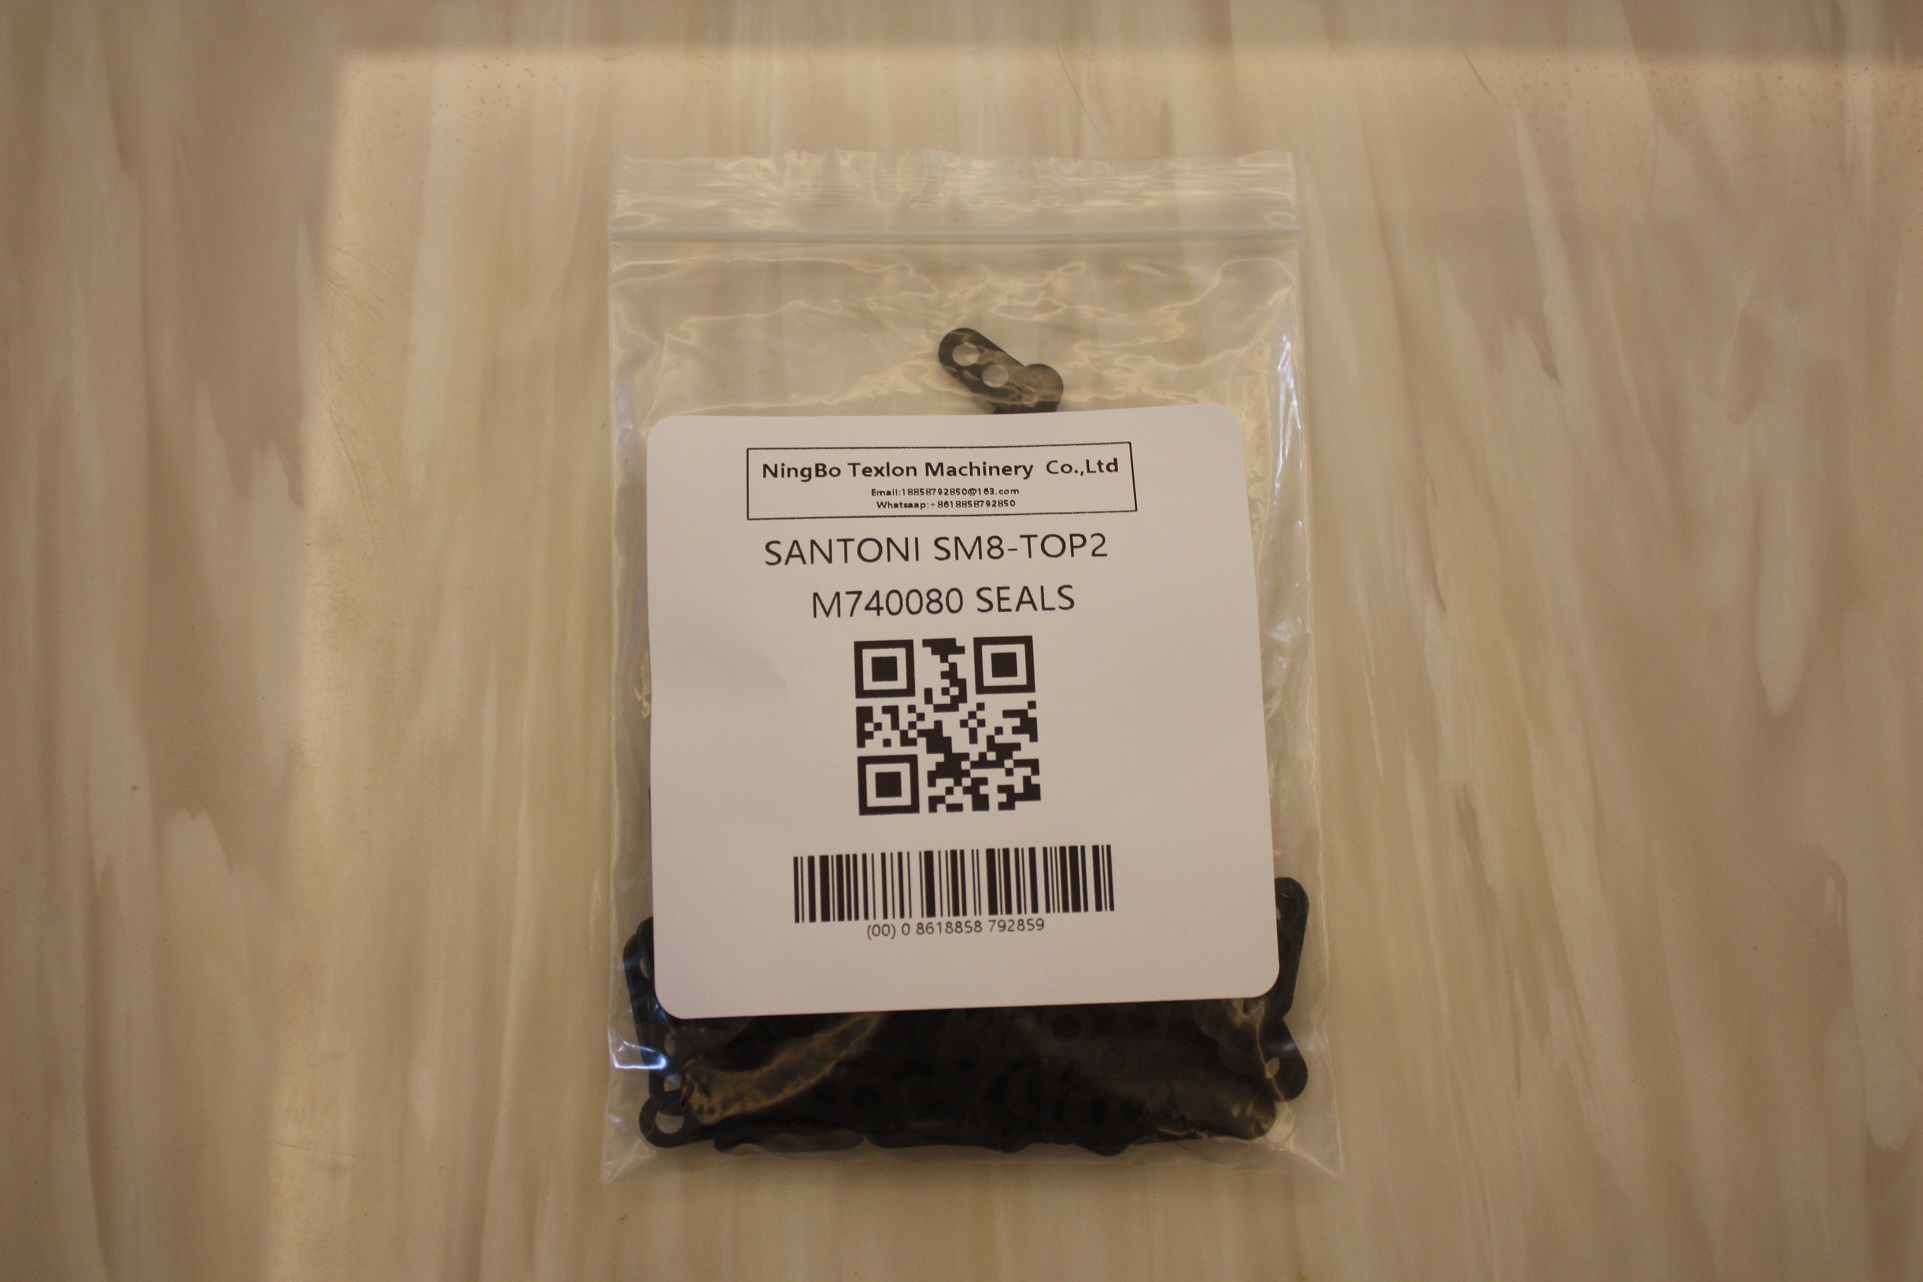 NingBo Texlon Machinery Co.,Ltd
Email:18858792850@163.com
Whatsaap:+8618858792850
SANTONI SM8-TOP2
M740080 SEALS
(00) 0 8618858 792859